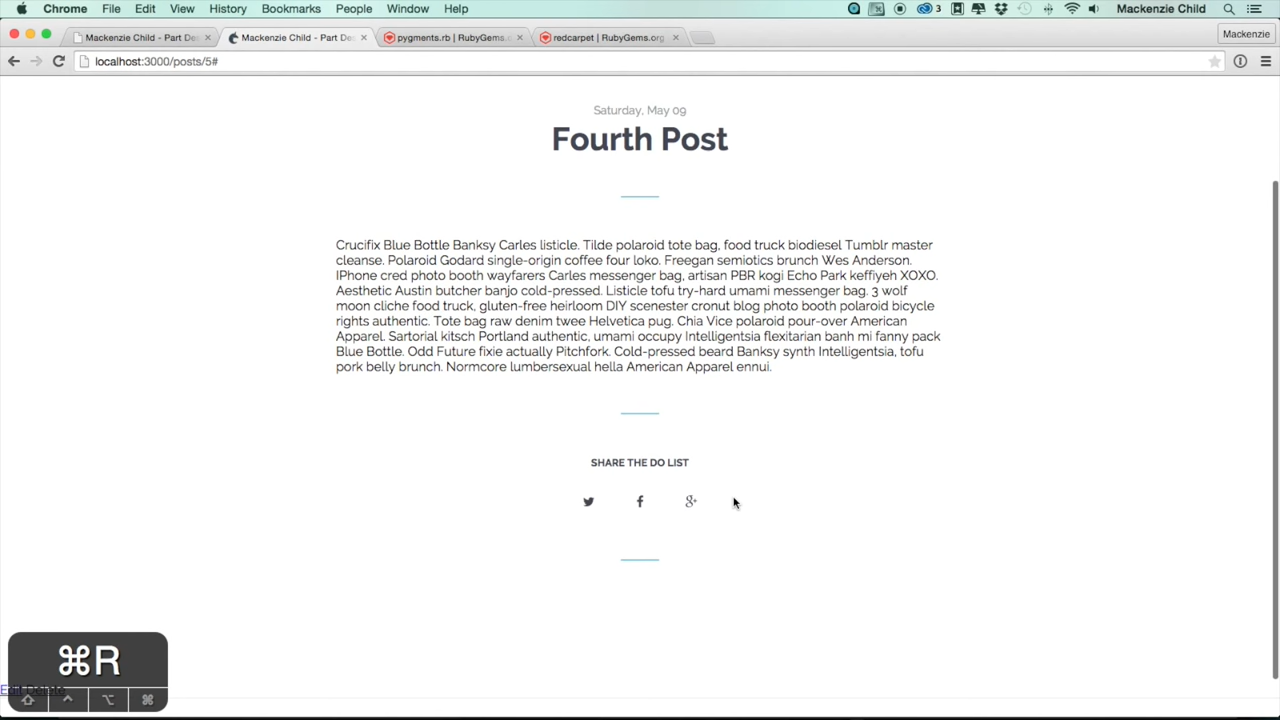 Chrome File Edit View History Bookmarks People Window Help 3 Mackenzie Child
Mackenzie Child - Part De
Mackenzie Child - Part De
pygments.rb | RubyGems.
redcarpet | RubyGems.org
Mackenzie
localhost:3000/posts/5#
Saturday, May 09
Fourth Post
Crucifix Blue Bottle Banksy Carles listicle. Tilde polaroid tote bag, food truck biodiesel Tumblr master
cleanse. Polaroid Godard single-origin coffee four loko. Freegan semiotics brunch Wes Anderson.
IPhone cred photo booth wayfarers Carles messenger bag, artisan PBR kogi Echo Park keffiyeh XOXO.
Aesthetic Austin butcher banjo cold-pressed. Listicle tofu try-hard umami messenger bag. 3 wolf
moon cliche food truck, gluten-free heirloom DIY scenester cronut blog photo booth polaroid bicycle
rights authentic. Tote bag raw denim twee Helvetica pug. Chia Vice polaroid pour-over American
Apparel. Sartorial kitsch Portland authentic, umami occupy Intelligentsia flexitarian banh mi fanny pack
Blue Bottle. Odd Future fixie actually Pitchfork. Cold-pressed beard Banksy synth Intelligentsia, tofu
pork belly brunch. Normcore lumbersexual hella American Apparel ennui.
SHARE THE DO LIST
⌘R
Edit Delete